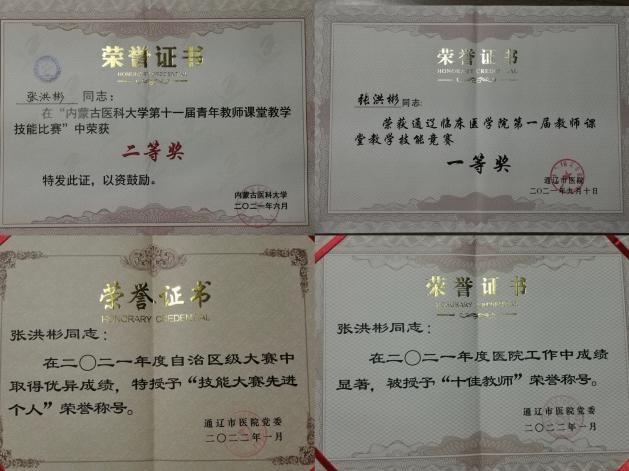 荣誉证书
HONORARY CREDENTIAL
张洪彬 同志：
在“内蒙古医科大学第十一届青年教师课堂教学
技能比赛”中荣获
二等奖
特发此证，以资鼓励。
内蒙古医科大学
二〇二一年六月
荣誉证书
HONORARY CREDENTIAL
张洪彬同志:
荣获通辽临床医学院第一届教师课
堂教学技能竞赛
一等奖
通辽市医院
二〇二一年九月十日
荣誉证书
HONORARY CREDENTIAL
张洪彬同志：
在二〇二一年度自治区级大赛中
取得优异成绩，特授予“技能大赛先进
个人”荣誉称号。
通辽市医院党委
二〇二二年一月
荣誉证书
HONORARY CREDENTIAL
张洪彬同志：
在二〇二一年度医院工作中成绩
显著，被授予“十佳教师”荣誉称号。
通辽市医院党委
二〇二二年一月